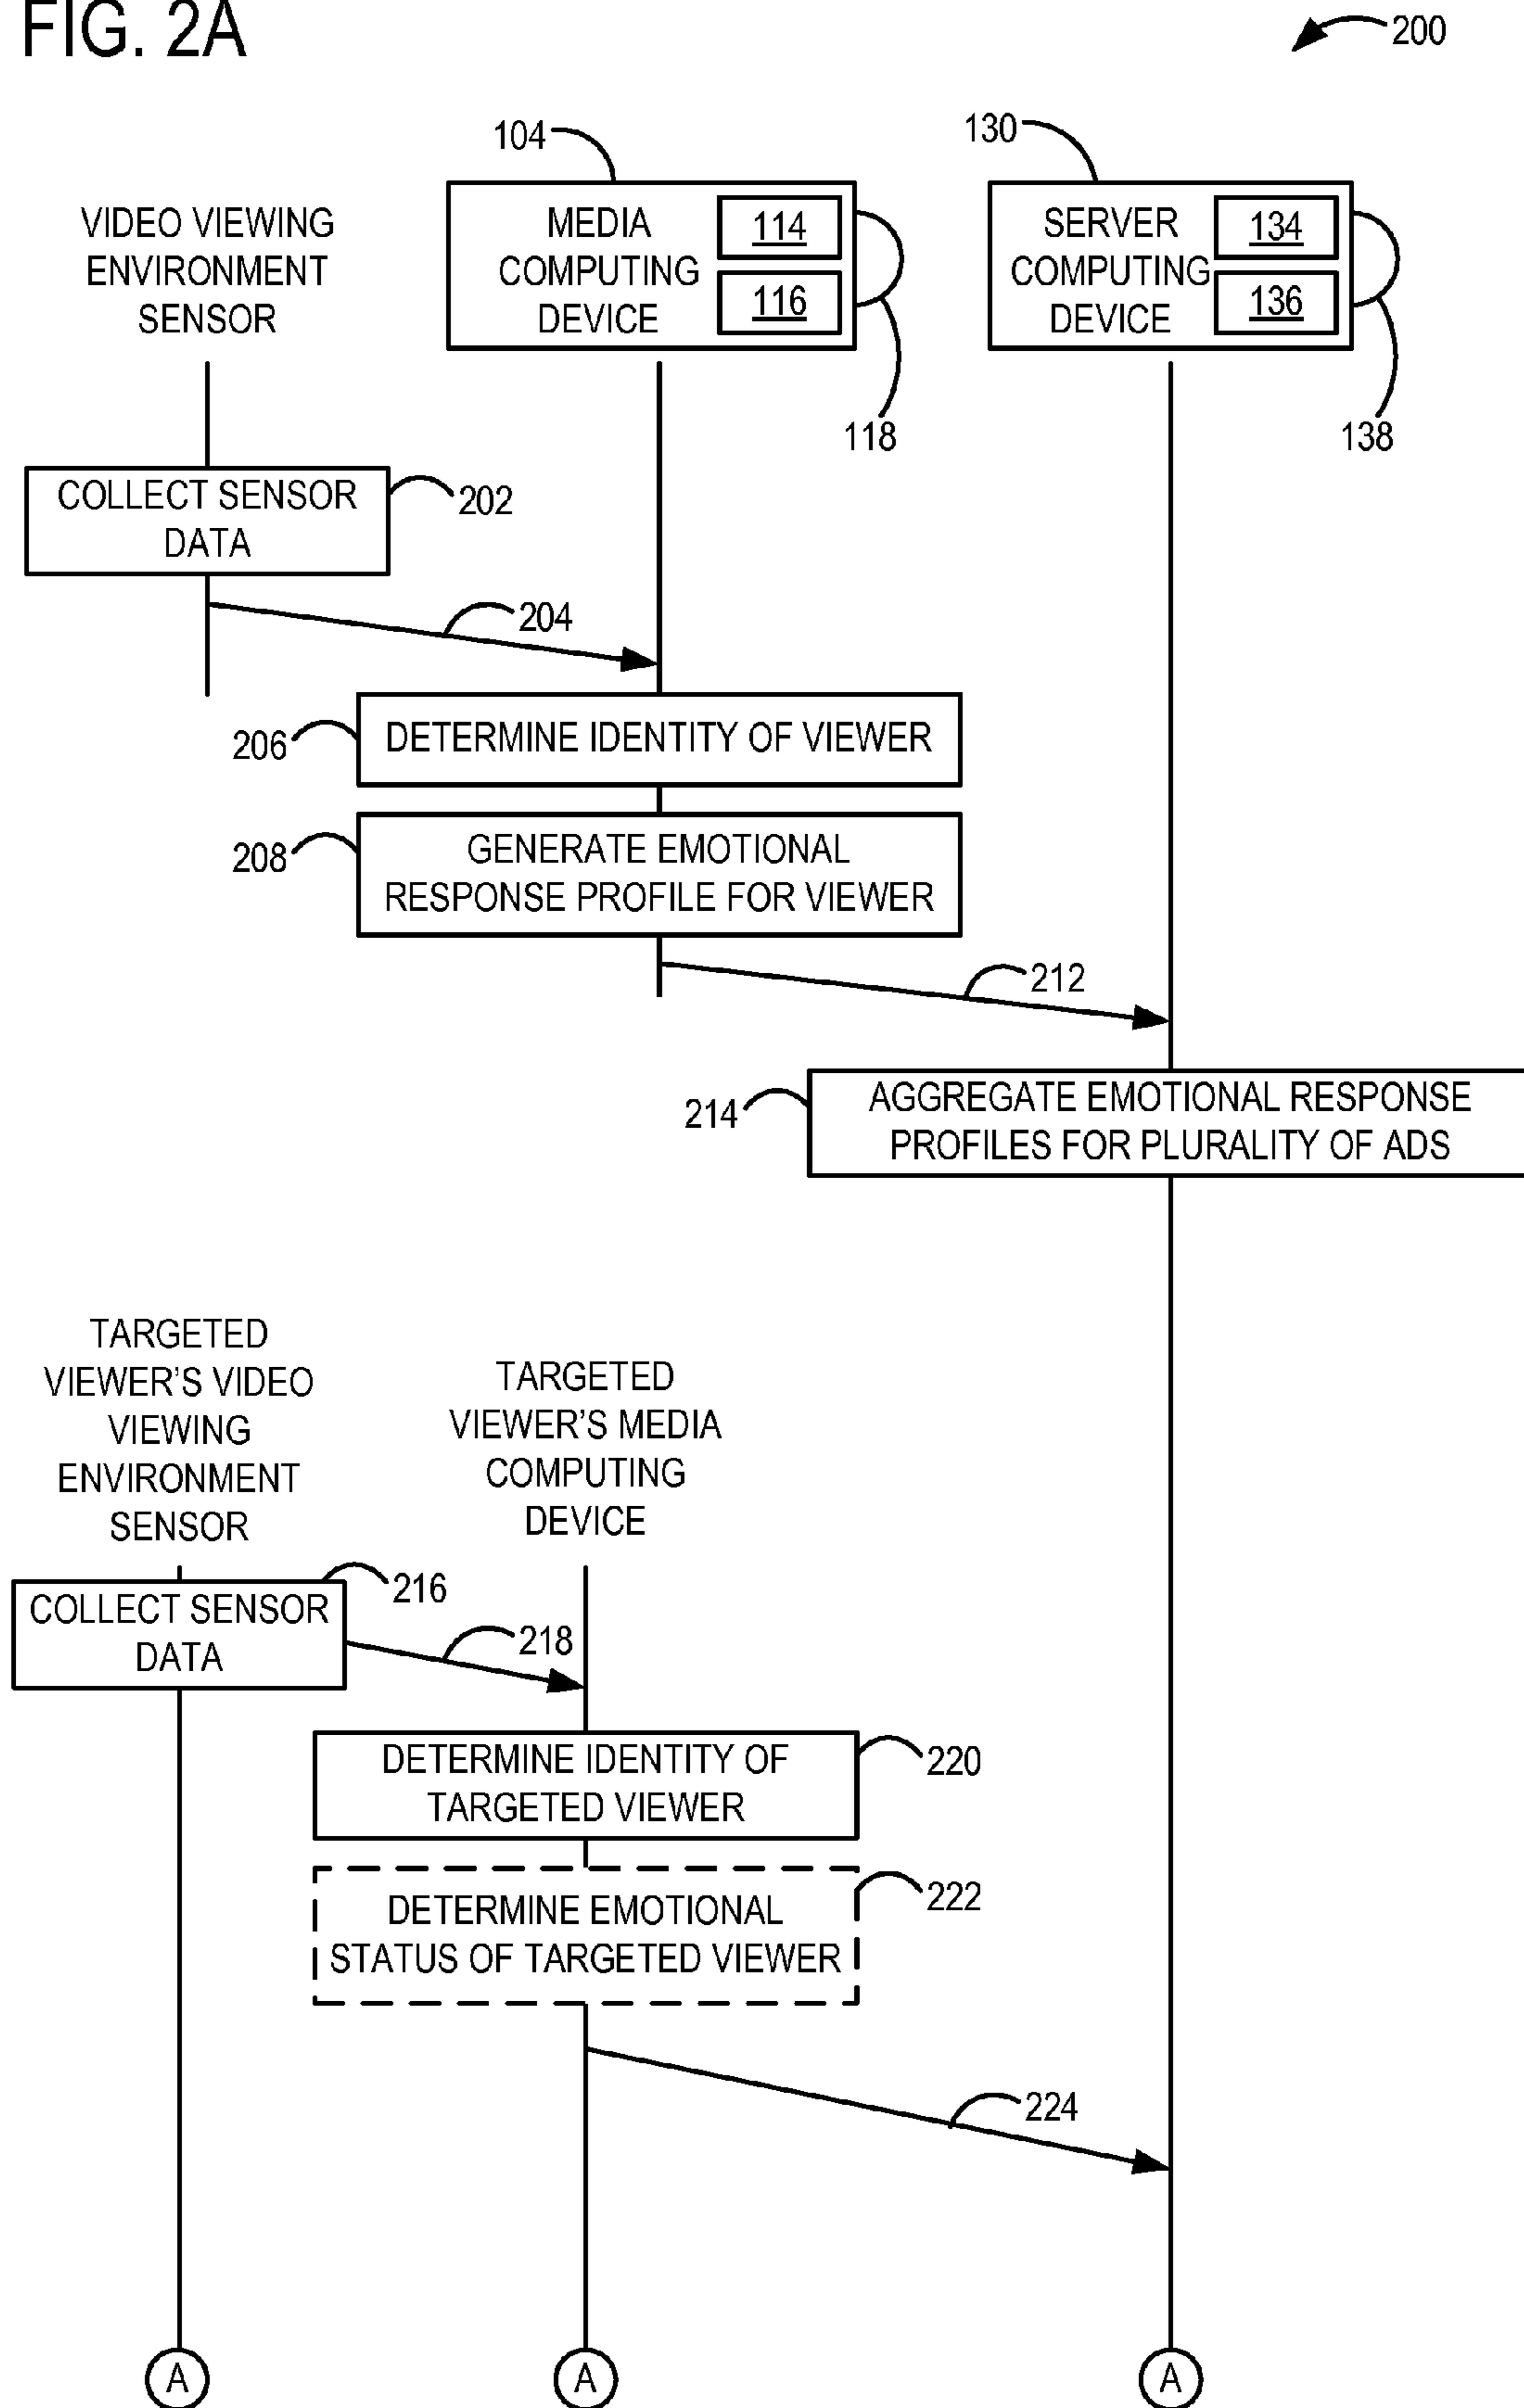 FIG. 2A
200
104
130
VIDEO VIEWING
ENVIRONMENT
SENSOR
MEDIA
COMPUTING
DEVICE
114
116
118
SERVER
COMPUTING
DEVICE
134
136
138
COLLECT SENSOR
DATA
202
204
206
DETERMINE IDENTITY OF VIEWER
208
GENERATE EMOTIONAL
RESPONSE PROFILE FOR VIEWER
212
214
AGGREGATE EMOTIONAL RESPONSE
PROFILES FOR PLURALITY OF ADS
TARGETED
VIEWER'S VIDEO
VIEWING
ENVIRONMENT
SENSOR
TARGETED
VIEWER'S MEDIA
COMPUTING
DEVICE
COLLECT SENSOR
DATA
216
218
DETERMINE IDENTITY OF
TARGETED VIEWER
220
DETERMINE EMOTIONAL
STATUS OF TARGETED VIEWER
222
224
A
A
A